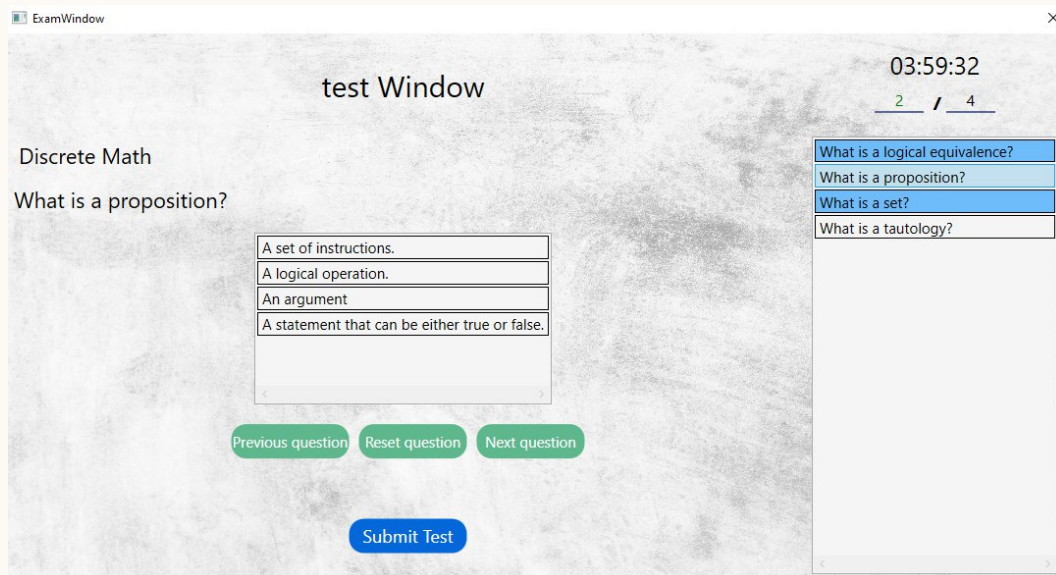 ExamWindow
test Window
03:59:32
2 / 4
Discrete Math
What is a proposition?
A set of instructions.
A logical operation.
An argument
A statement that can be either true or false.
Previous question
Reset question
Next question
Submit Test
What is a logical equivalence?
What is a proposition?
What is a set?
What is a tautology?